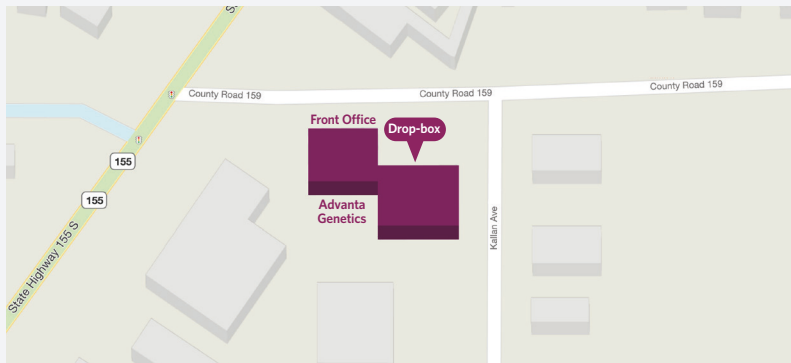 County Road 159
County Road 159
County Road 159
Front Office
Drop-box
155
155
Advanta
Genetics
Kallan Ave
State Highway 155 S